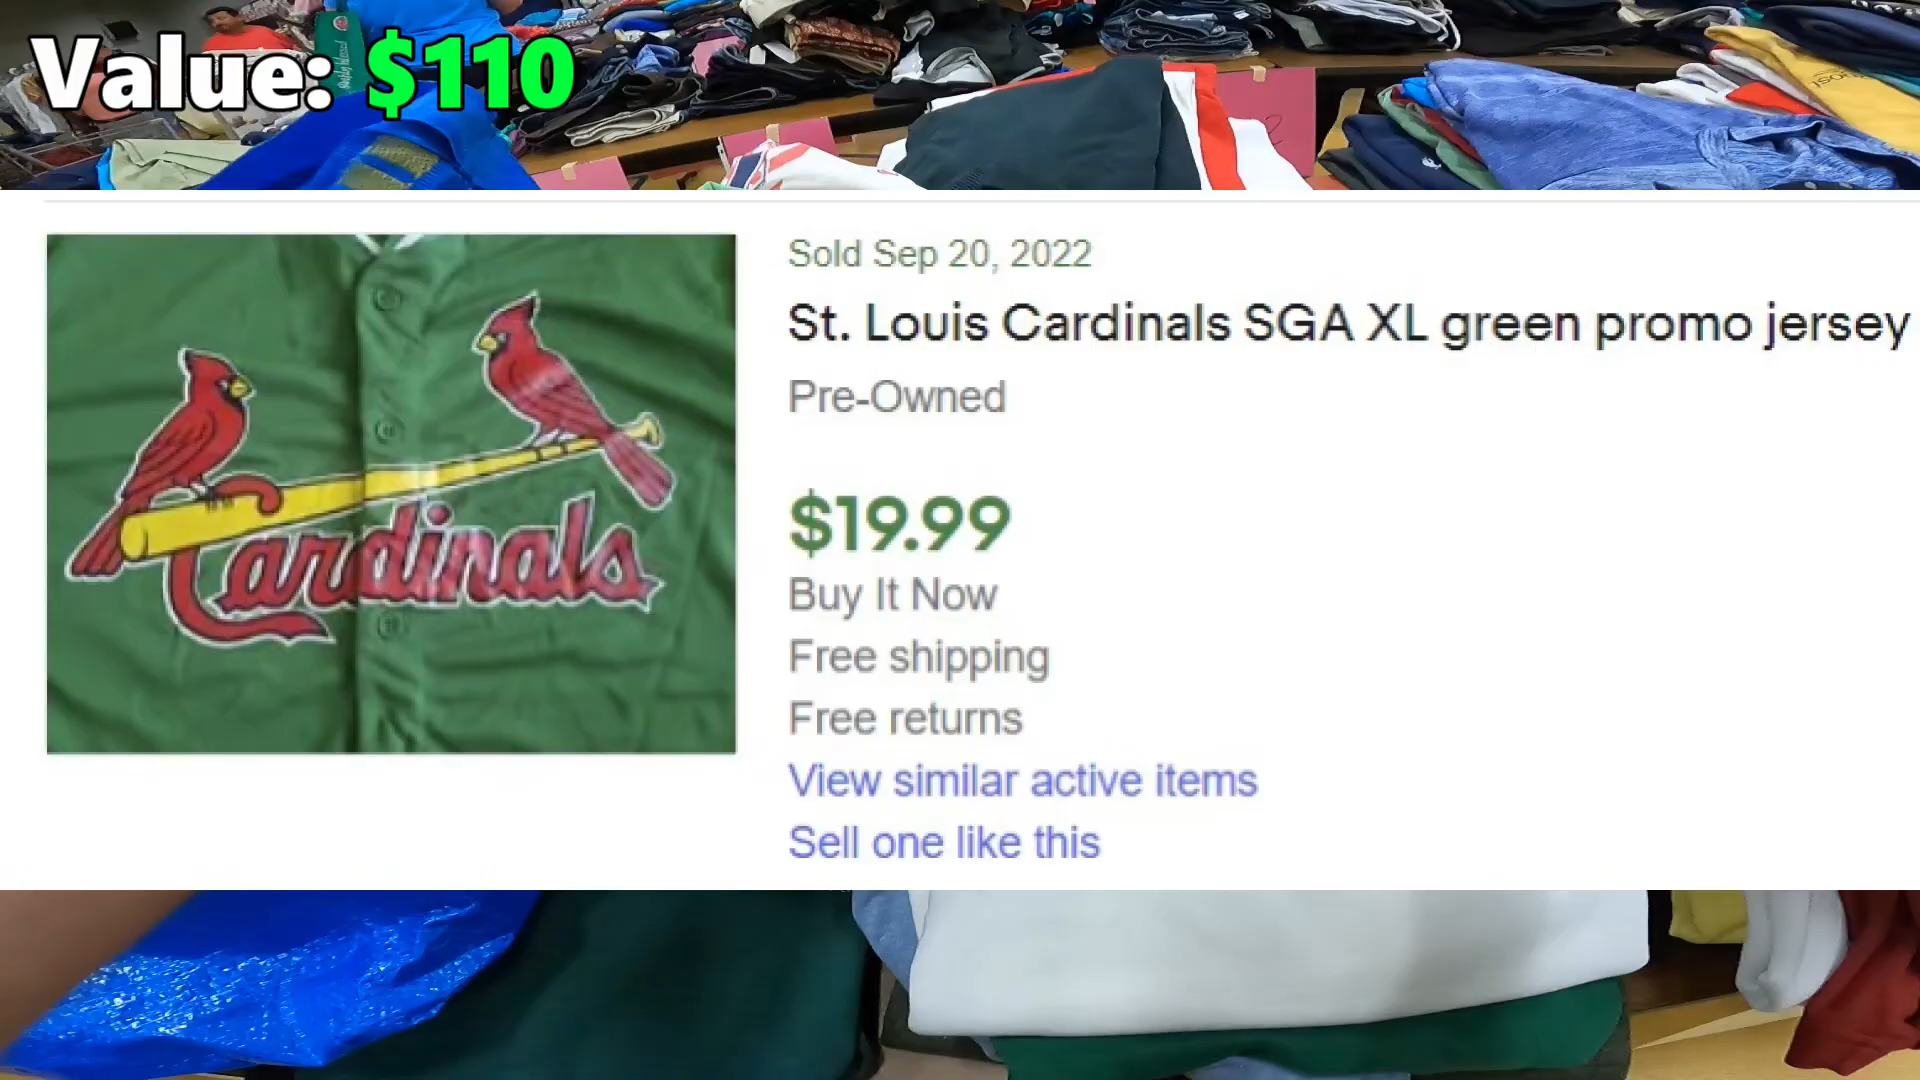 Value: $110
Sold Sep 20, 2022
St. Louis Cardinals SGA XL green promo jersey
Pre-Owned
Cardinals
$19.99
Buy It Now
Free shipping
Free returns
View similar active items
Sell one like this